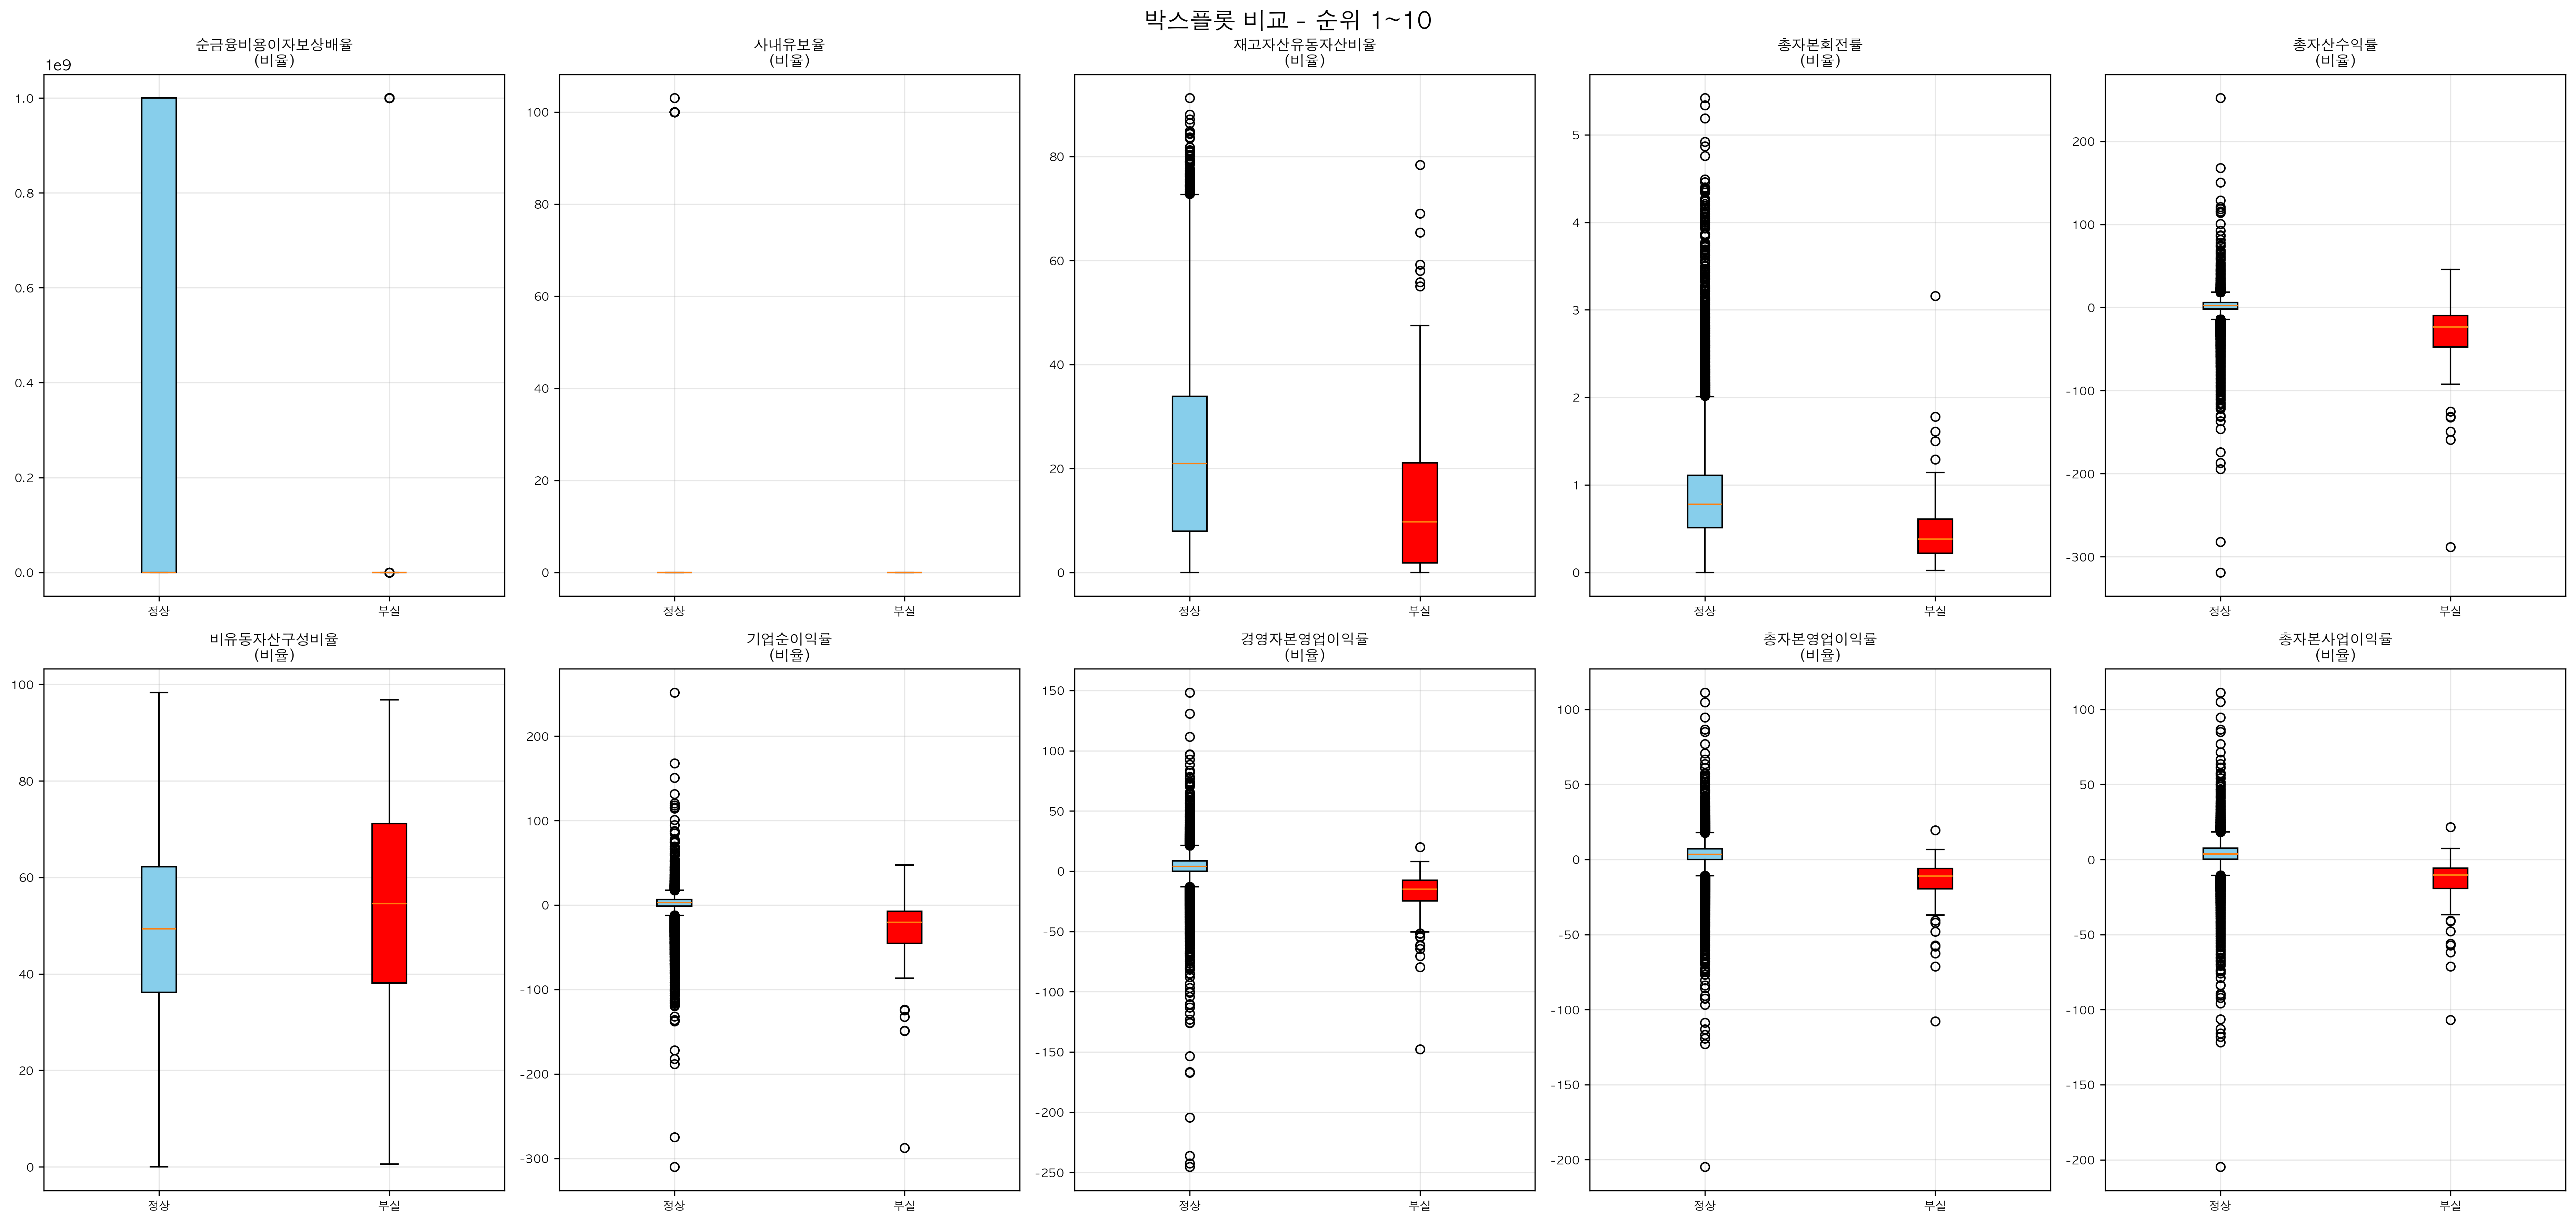 박스플롯 비교 - 순위 1~10
순금융비용이자보상배율
(비율)
1e9
1.0
0.8
0.6
0.4
0.2
0.0
정상
부실
사내유보율
(비율)
100
80
60
40
20
0
정상
부실
재고자산유동자산비율
(비율)
80
60
40
20
0
정상
부실
총자본회전률
(비율)
5
4
3
2
1
0
정상
부실
총자산수익률
(비율)
200
100
0
-100
-200
-300
정상
부실
비유동자산구성비율
(비율)
100
80
60
40
20
0
정상
부실
기업순이익률
(비율)
200
100
0
-100
-200
-300
정상
부실
경영자본영업이익률
(비율)
150
100
50
0
-50
-100
-150
-200
-250
정상
부실
총자본영업이익률
(비율)
100
50
0
-50
-100
-150
-200
정상
부실
총자본사업이익률
(비율)
100
50
0
-50
-100
-150
-200
정상
부실